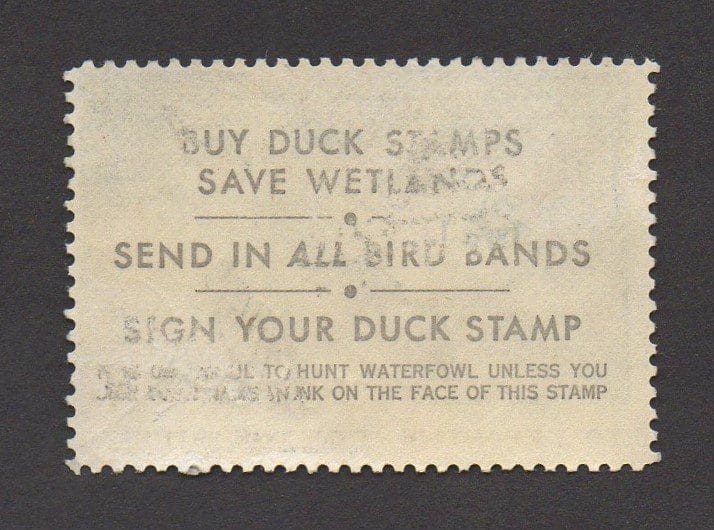 BUY DUCK STAMPS
SAVE WETLANDS
SEND IN ALL BIRD BANDS
SIGN YOUR DUCK STAMP
TO HUNT WATERFOWL UNLESS YOU
INK ON THE FACE OF THIS STAMP